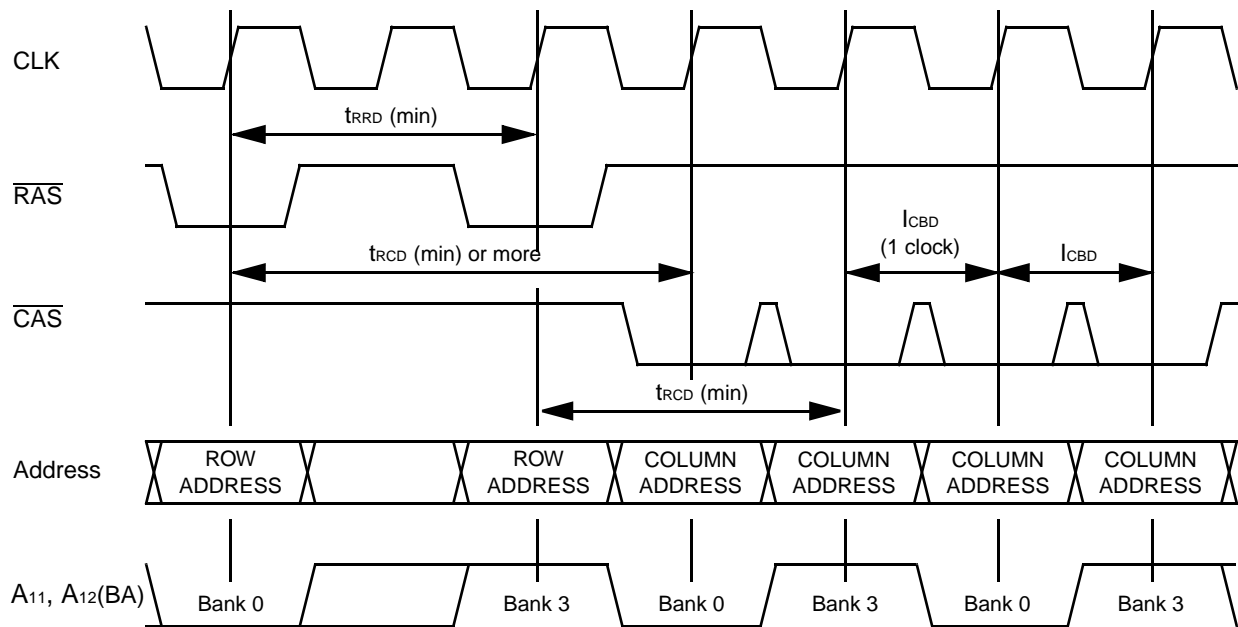 CLK
tRRD (min)
RAS
tRCD (min) or more
ICBD
(1 clock)
ICBD
CAS
tRCD (min)
Address
ROW
ADDRESS
ROW
ADDRESS
COLUMN
ADDRESS
COLUMN
ADDRESS
COLUMN
ADDRESS
COLUMN
ADDRESS
A11, A12(BA)
Bank 0
Bank 3
Bank 0
Bank 3
Bank 0
Bank 3